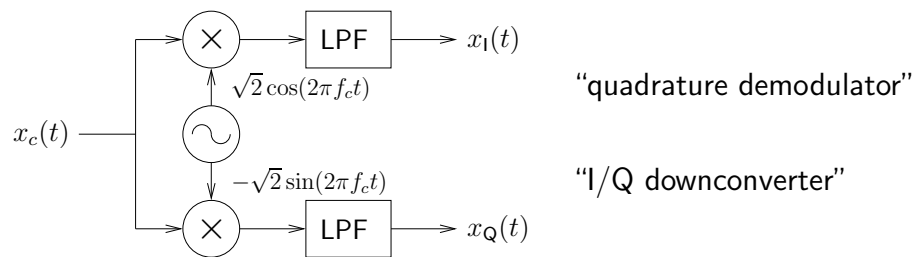 × LPF x_I(t)
√2 cos(2πf_c t)
“quadrature demodulator”
x_c(t)
“I/Q downconverter”
−√2 sin(2πf_c t)
× LPF x_Q(t)